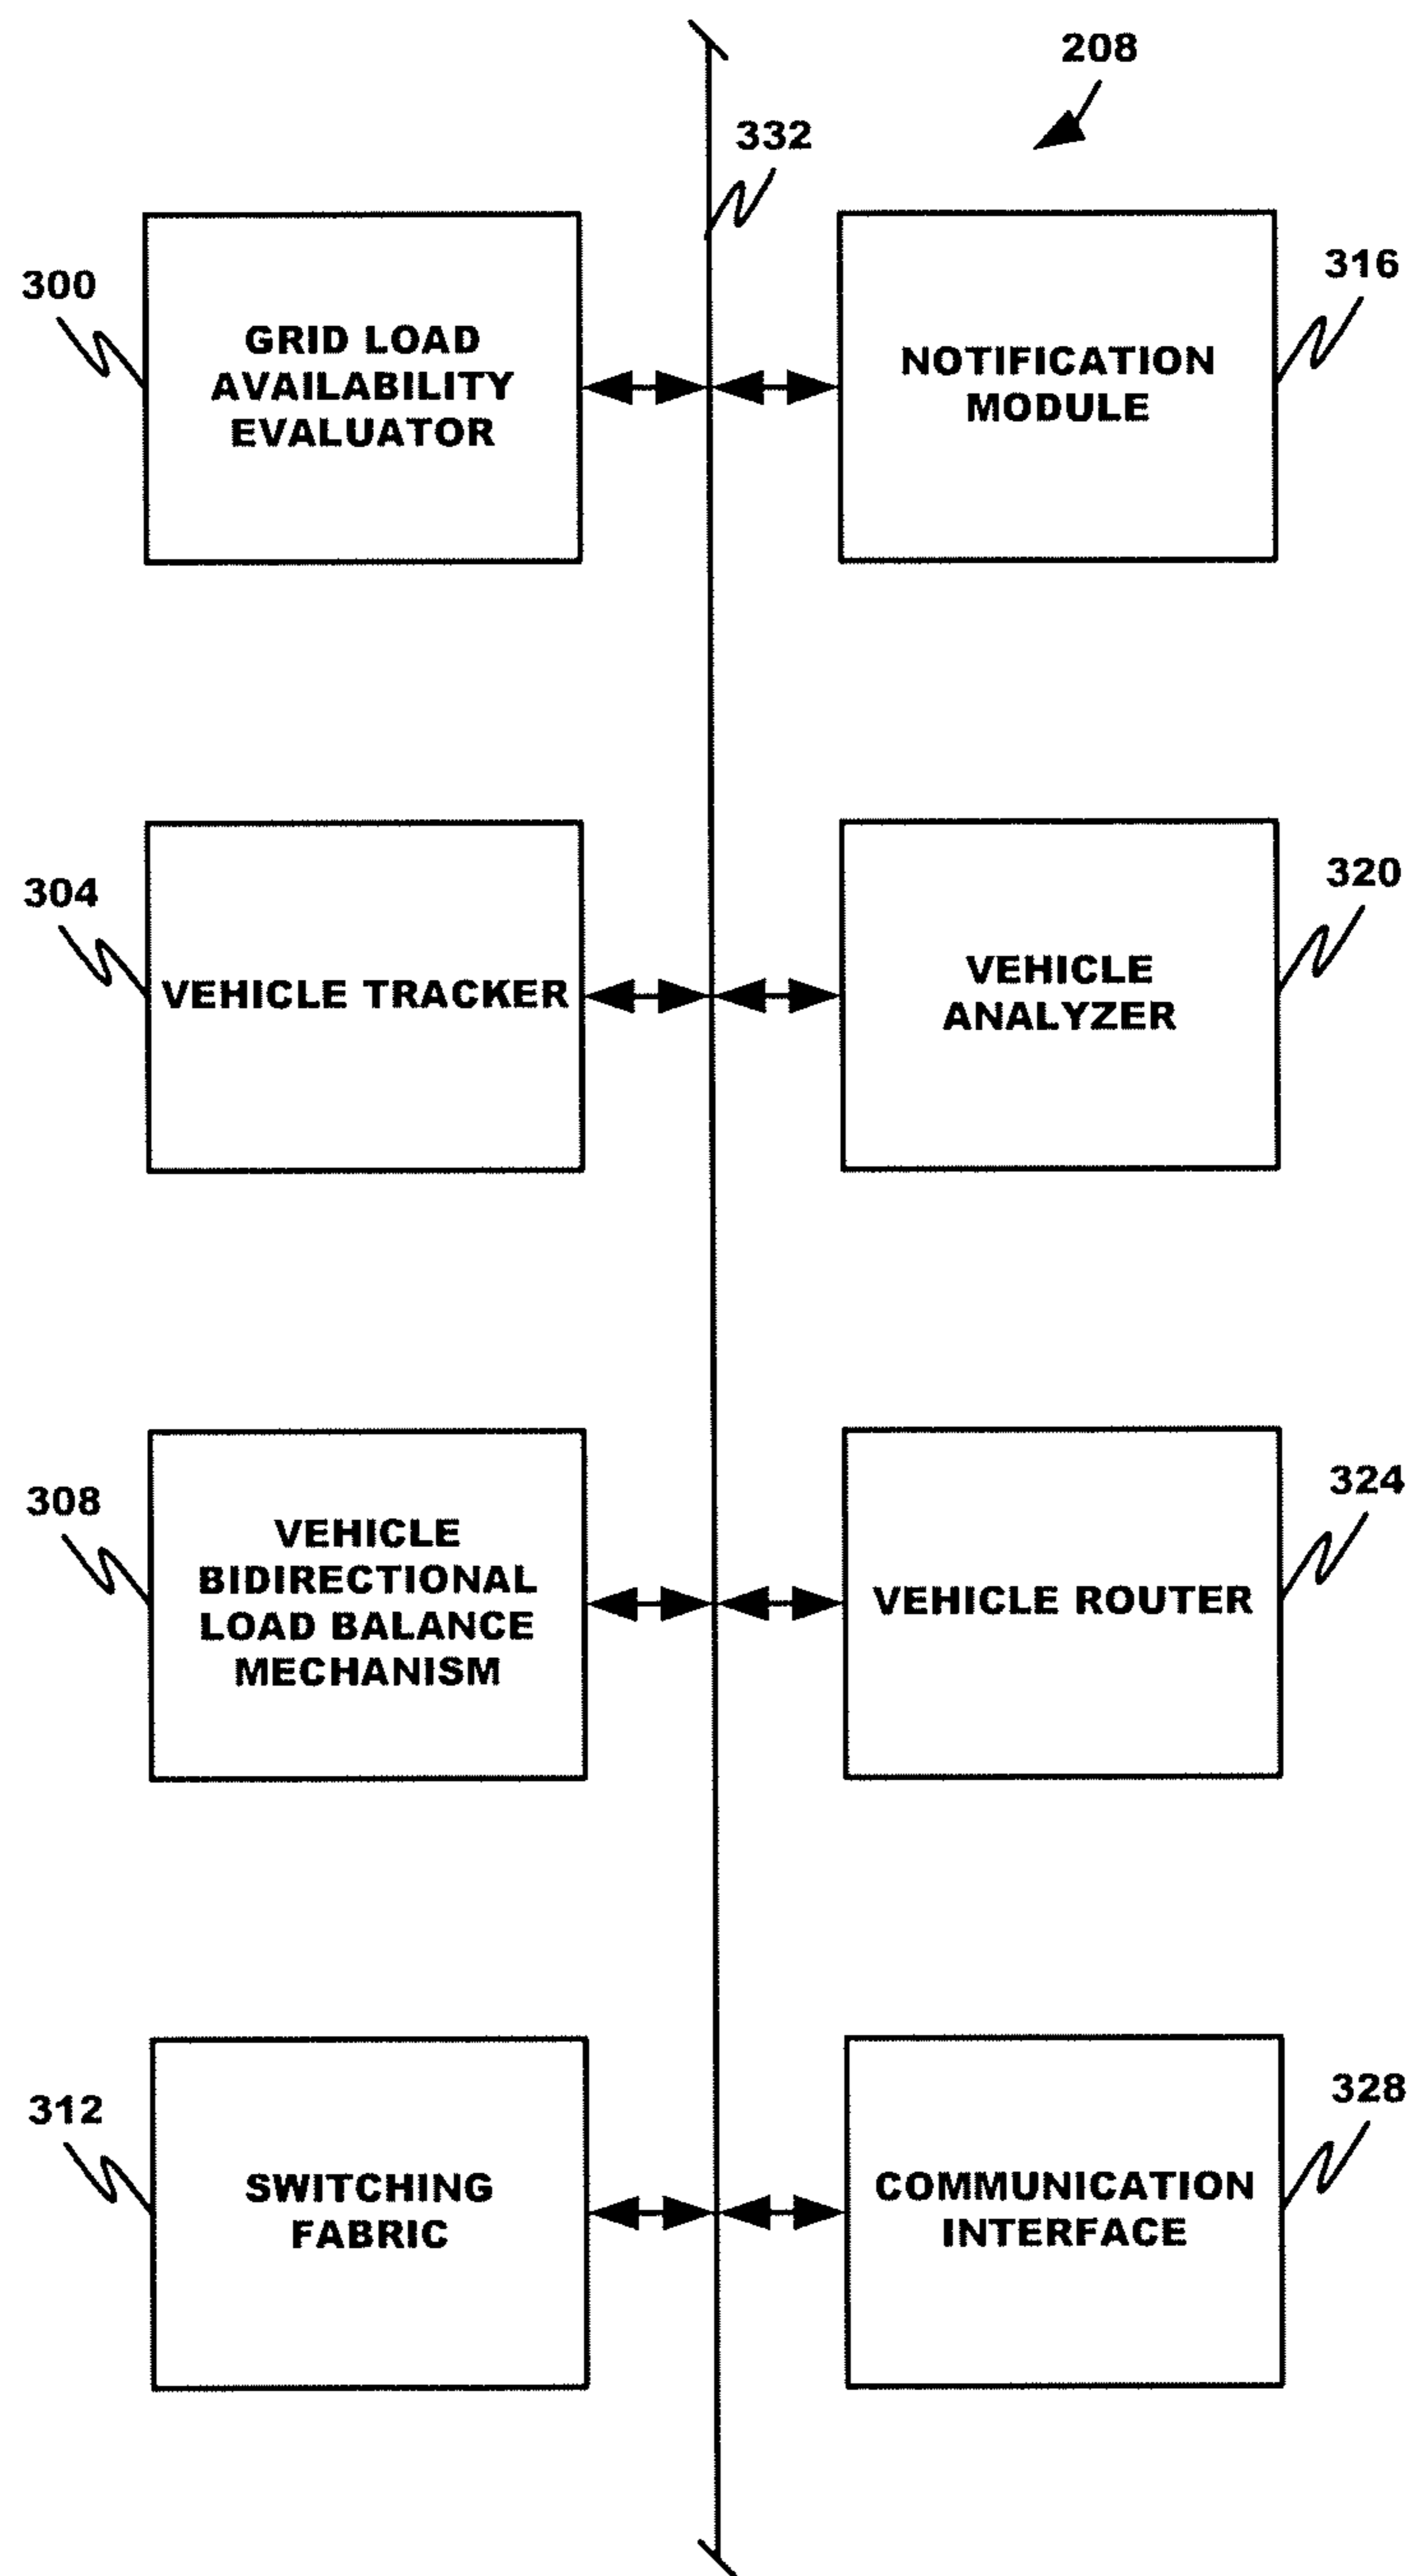 208
332
300
GRID LOAD
AVAILABILITY
EVALUATOR
316
NOTIFICATION
MODULE
304
VEHICLE TRACKER
320
VEHICLE
ANALYZER
308
VEHICLE
BIDIRECTIONAL
LOAD BALANCE
MECHANISM
324
VEHICLE ROUTER
312
SWITCHING
FABRIC
328
COMMUNICATION
INTERFACE